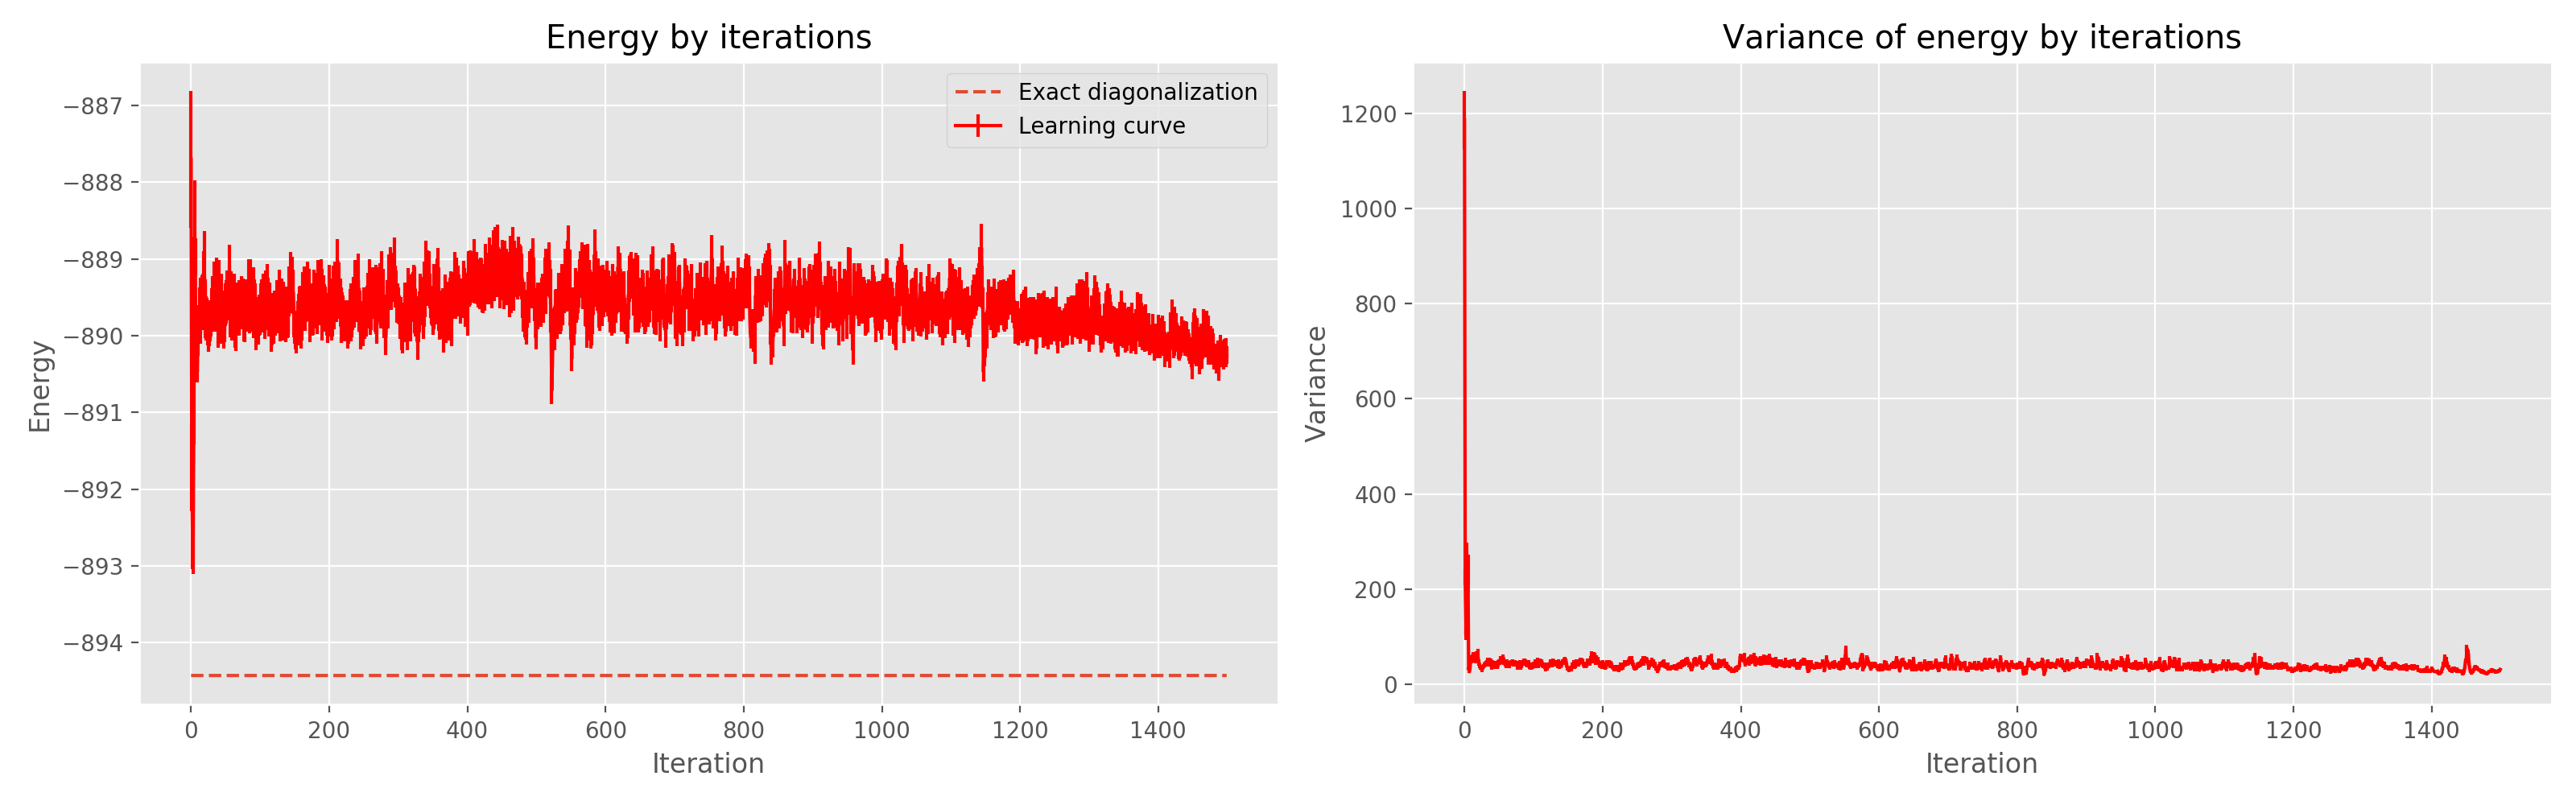 Energy by iterations
−887
−888
−889
−890
−891
−892
−893
−894
Energy
Exact diagonalization
Learning curve
0 200 400 600 800 1000 1200 1400
Iteration
Variance of energy by iterations
1200
1000
800
600
400
200
0
Variance
0 200 400 600 800 1000 1200 1400
Iteration